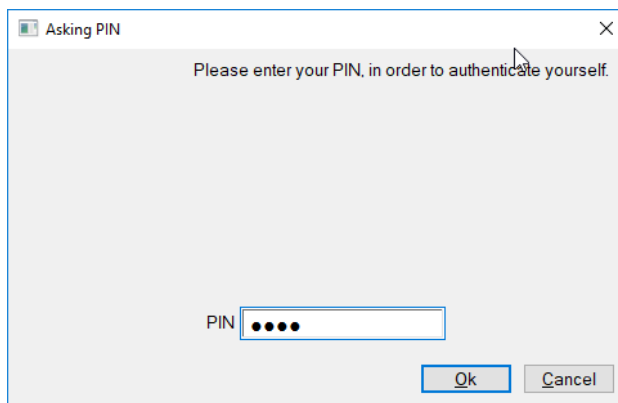 Asking PIN
Please enter your PIN, in order to authenticate yourself.
PIN ●●●●
Ok Cancel